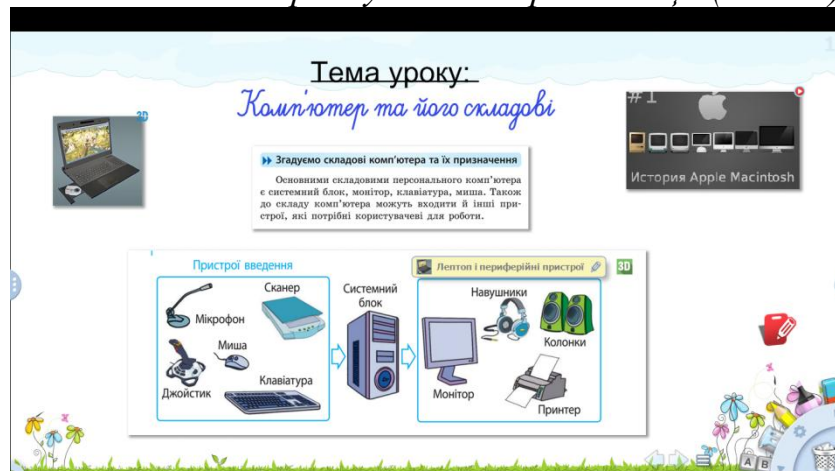 Тема уроку:
Комп'ютер та його складові
3D
#1
История Apple Macintosh
Згадуємо складові комп'ютера та їх призначення
Основними складовими персонального комп'ютера
є системний блок, монітор, клавіатура, миша. Також
до складу комп'ютера можуть входити й інші при-
строї, які потрібні користувачеві для роботи.
Пристрої введення
Лептоп і периферійні пристрої
3D
Мікрофон
Сканер
Миша
Джойстик
Клавіатура
Системний
блок
Навушники
Колонки
Монітор
Принтер
A B